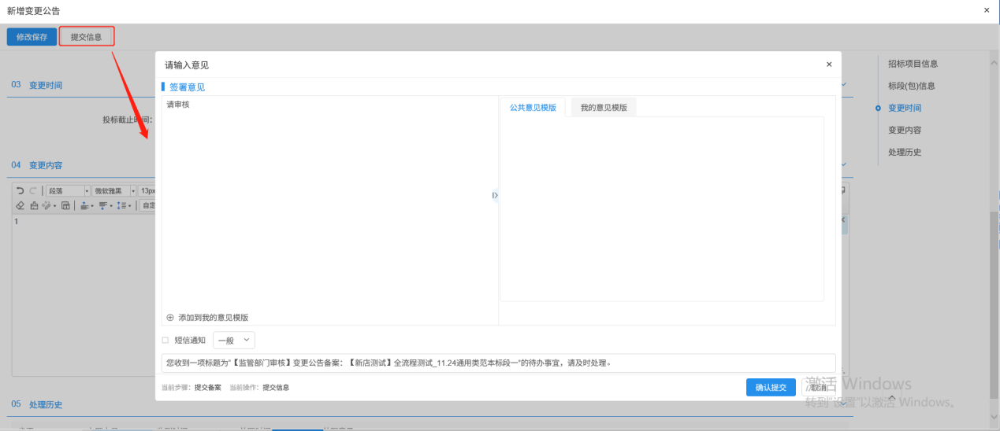 新增变更公告
×
修改保存
提交信息
03 变更时间
投标截止时间:
04 变更内容
段落
微软雅黑
13px
自定
1
05 处理历史
请输入意见
×
签署意见
请审核
公共意见模版
我的意见模版
添加到我的意见模版
短信通知
一般
您收到一项标题为"【监管部门审核】变更公告备案：【新店测试】全流程测试_11.24通用类范本标段一"的待办事宜，请及时处理。
当前步骤: 提交备案 当前操作: 提交信息
确认提交
取消
招标项目信息
标段(包)信息
变更时间
变更内容
处理历史
激活 Windows
转到"设置"以激活 Windows。